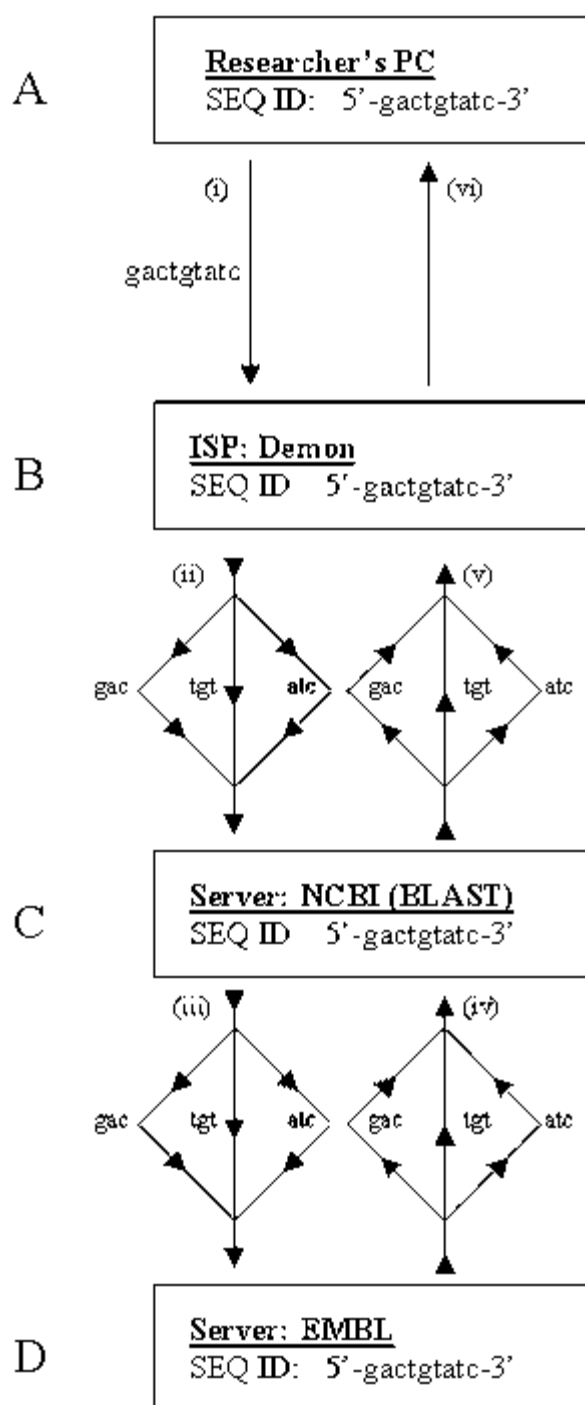 A
Researcher's PC
SEQ ID: 5'-gactgtatc-3'
(i)
(vi)
gactgtatc
B
ISP: Demon
SEQ ID 5'-gactgtatc-3'
(ii)
(v)
gac tgt atc gac tgt atc
C
Server: NCBI (BLAST)
SEQ ID 5'-gactgtatc-3'
(iii)
(iv)
gac tgt atc gac tgt atc
D
Server: EMBL
SEQ ID: 5'-gactgtatc-3'